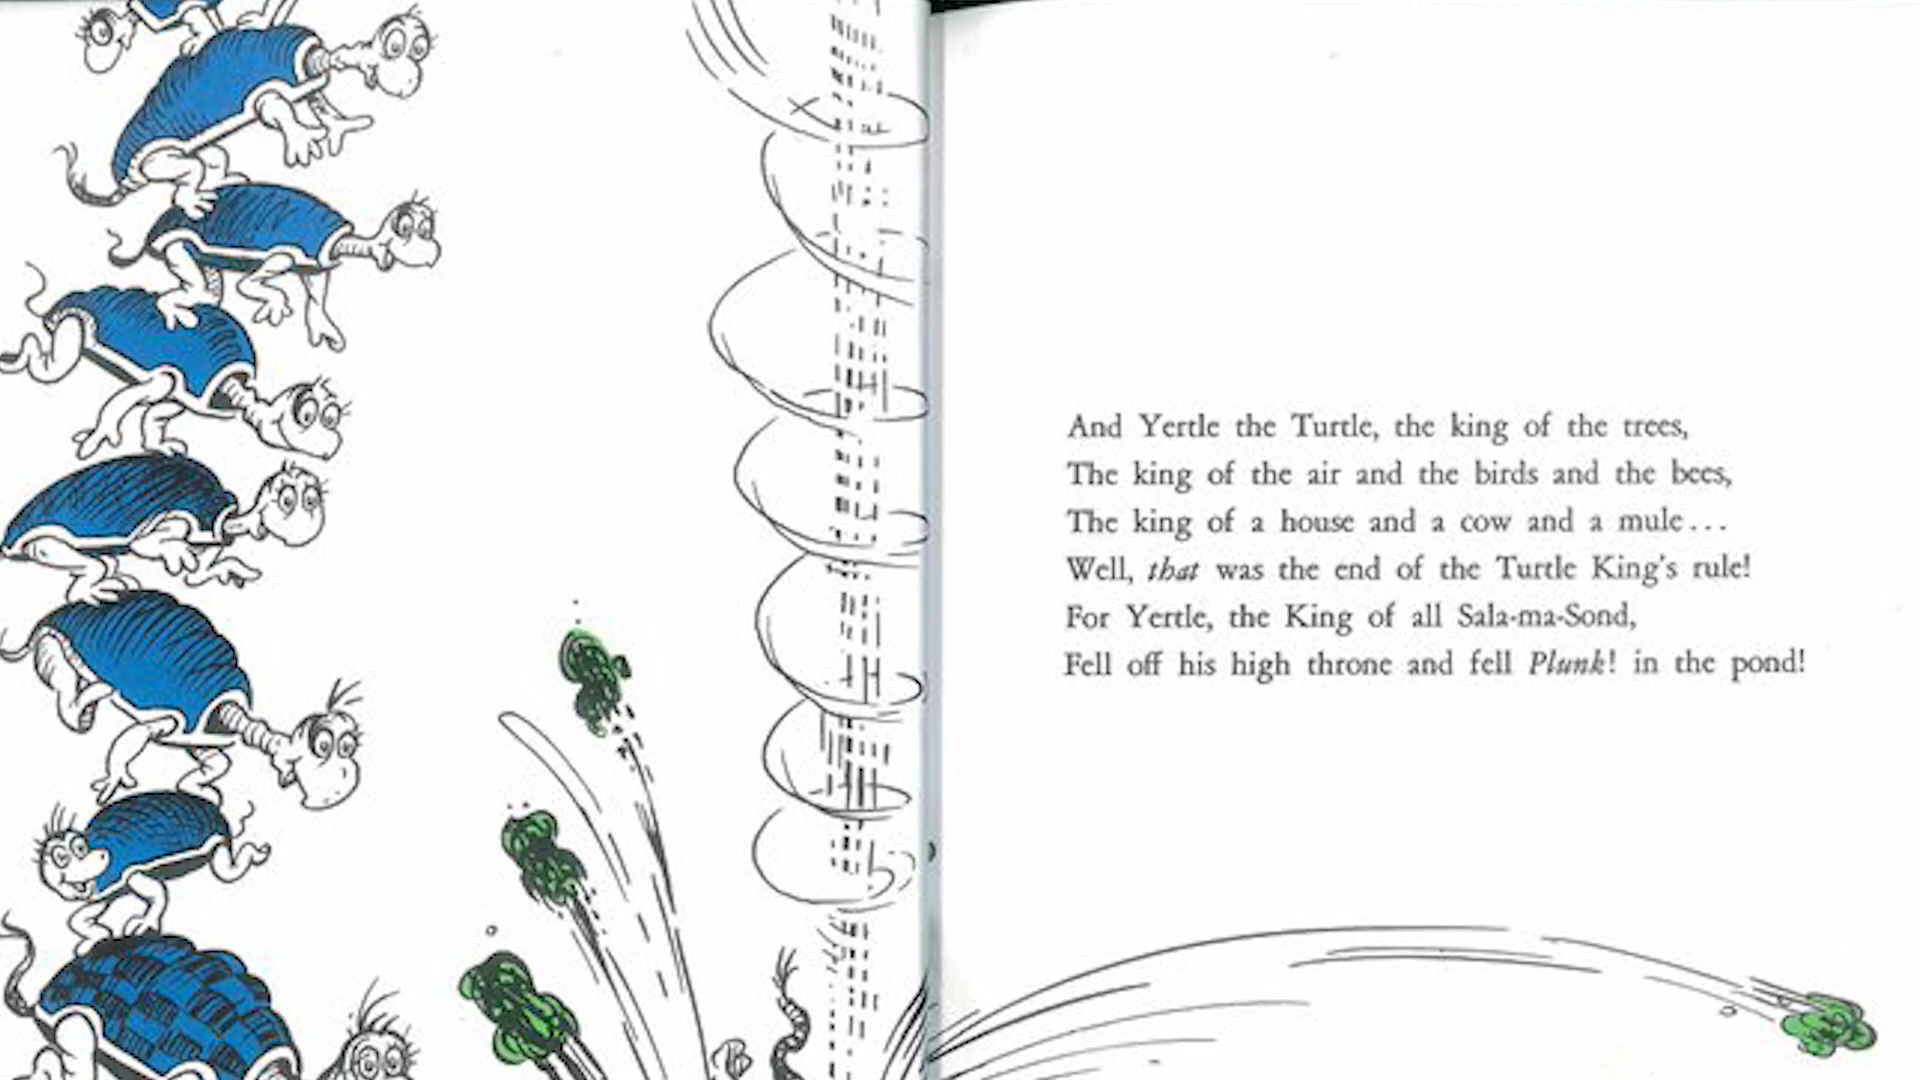 And Yertle the Turtle, the king of the trees,
The king of the air and the birds and the bees,
The king of a house and a cow and a mule...
Well, that was the end of the Turtle King's rule!
For Yertle, the King of all Sala-ma-Sond,
Fell off his high throne and fell Plunk! in the pond!